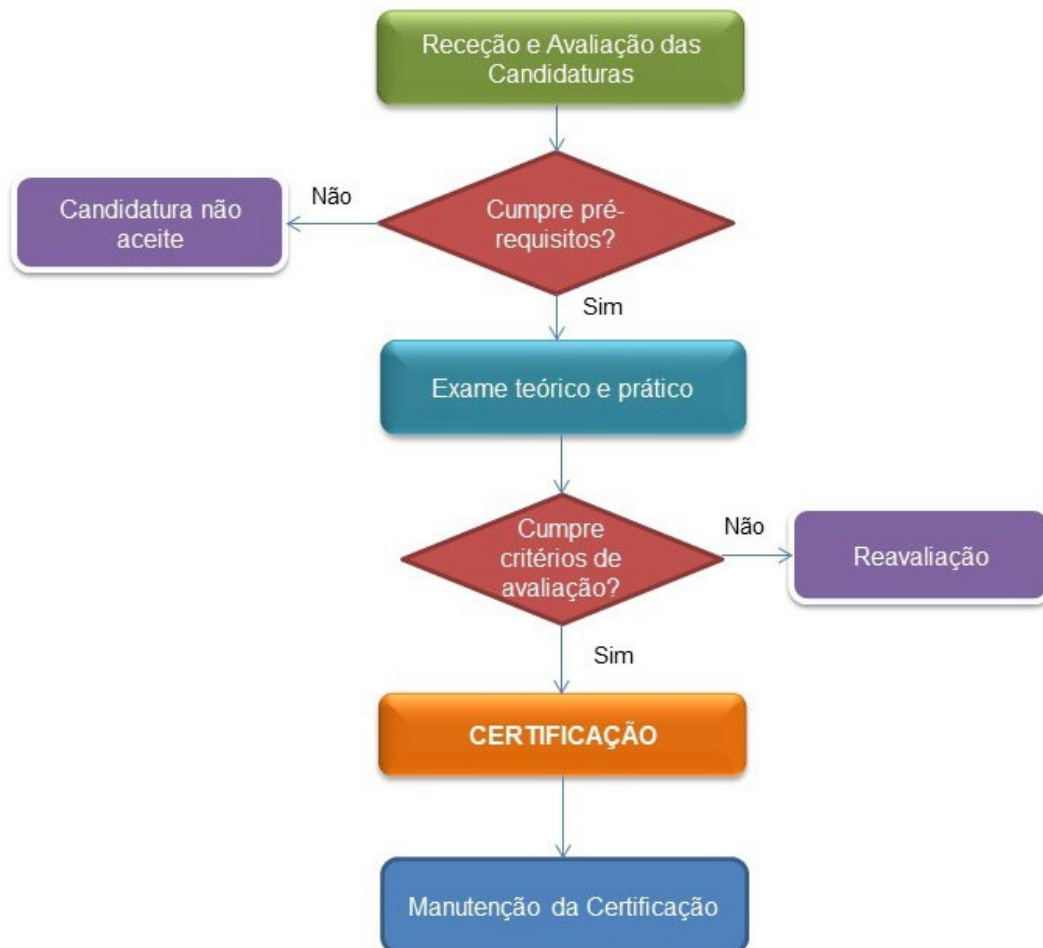 Receção e Avaliação das
Candidaturas
Não
Candidatura não
aceite
Cumpre pré-
requisitos?
Sim
Exame teórico e prático
Cumpre
critérios de
avaliação?
Não
Reavaliação
Sim
CERTIFICAÇÃO
Manutenção da Certificação